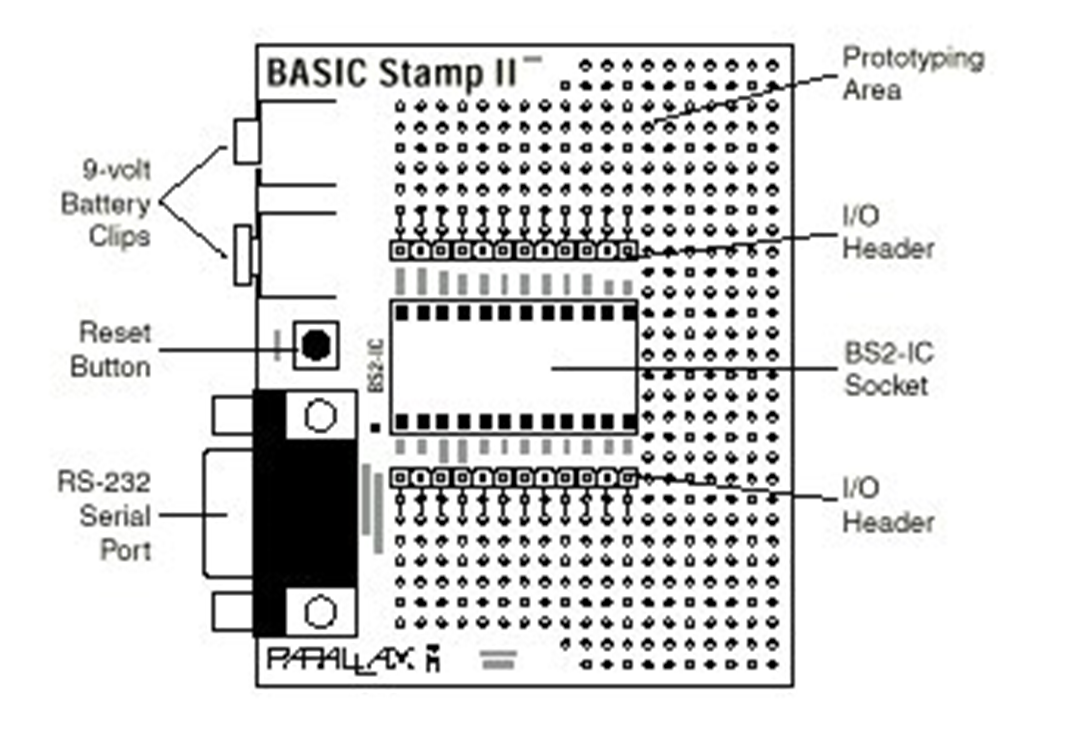 BASIC Stamp II
Prototyping
Area
9-volt
Battery
Clips
I/O
Header
Reset
Button
BS2-IC
BS2-IC
Socket
RS-232
Serial
Port
I/O
Header
PARALLAX